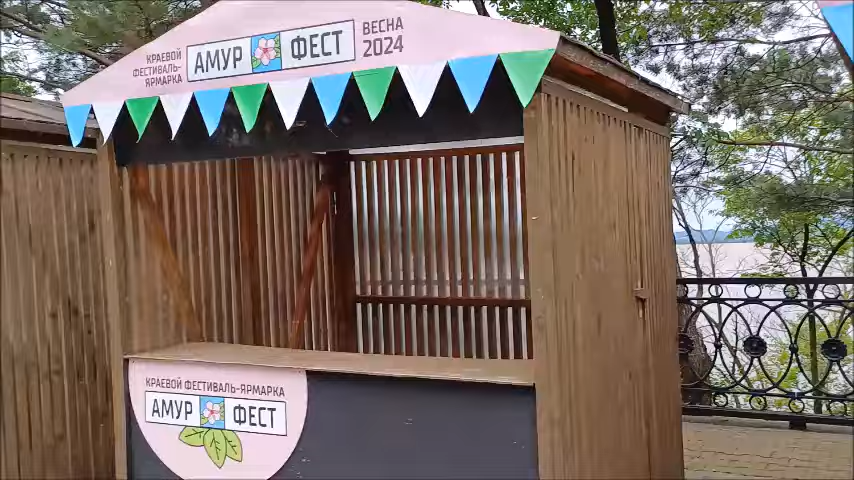 КРАЕВОЙ
ФЕСТИВАЛЬ-
ЯРМАРКА
АМУР ФЕСТ
ВЕСНА
2024
КРАЕВОЙ ФЕСТИВАЛЬ-ЯРМАРКА
АМУР ФЕСТ